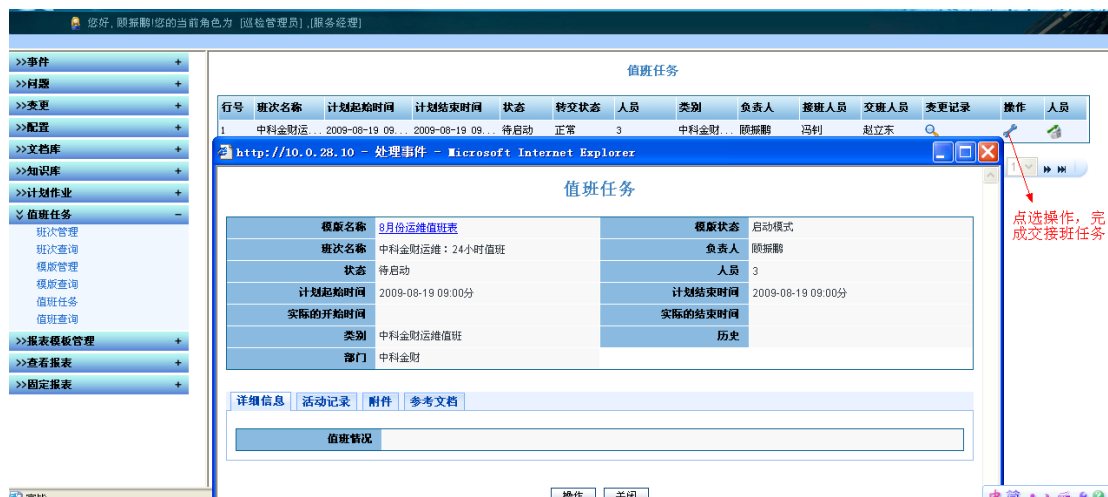 您好, 顾振鹏!您的当前角色为 [巡检管理员] ,[服务经理]
>>事件 +
>>问题 +
>>变更 +
>>配置 +
>>文档库 +
>>知识库 +
>>计划作业 +
值班任务 −
班次管理
班次查询
模版管理
模版查询
值班任务
值班查询
>>报表模板管理 +
>>查看报表 +
>>固定报表 +
值班任务
行号 班次名称 计划起始时间 计划结束时间 状态 转交状态 人员 类别 负责人 接班人员 交班人员 变更记录 操作 人员
1 中科金财运... 2009-08-19 09... 2009-08-19 09... 待启动 正常 3 中科金财... 顾振鹏 冯钊 赵立东
1
点选操作，完
成交接班任务
http://10.0.28.10 - 处理事件 - Microsoft Internet Explorer
值班任务
模版名称 8月份运维值班表 模版状态 启动模式
班次名称 中科金财运维：24小时值班 负责人 顾振鹏
状态 待启动 人员 3
计划起始时间 2009-08-19 09:00分 计划结束时间 2009-08-19 09:00分
实际的开始时间 实际的结束时间
类别 中科金财运维值班 历史
部门 中科金财
详细信息 活动记录 附件 参考文档
值班情况
操作 关闭